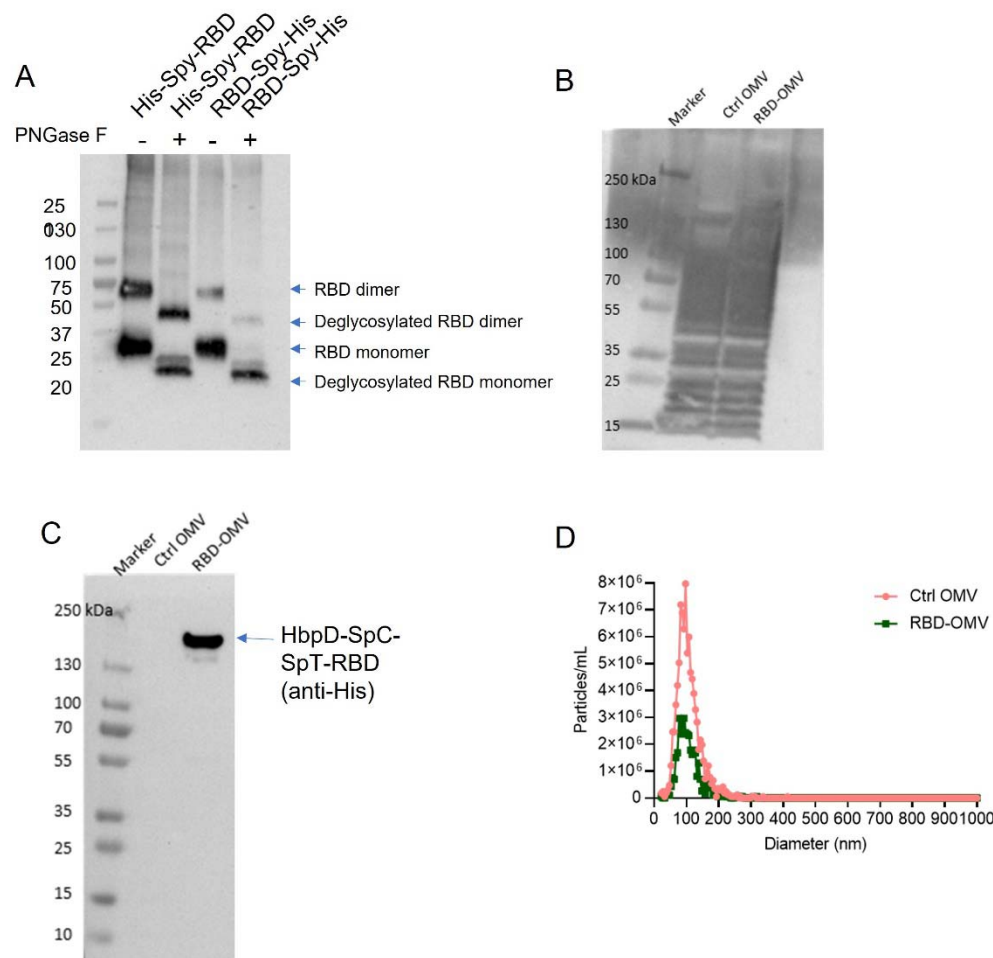 A
His-Spy-RBD
His-Spy-RBD
RBD-Spy-His
RBD-Spy-His
PNGase F - + - +
25
0
130
100
75
50
37
25
20
RBD dimer
Deglycosylated RBD dimer
RBD monomer
Deglycosylated RBD monomer
B
Marker
Ctrl OMV
RBD-OMV
250 kDa
130
100
70
55
35
25
15
C
Marker
Ctrl OMV
RBD-OMV
250 kDa
130
100
70
55
35
25
15
10
HbpD-SpC-
SpT-RBD
(anti-His)
D
8×10⁶
7×10⁶
6×10⁶
5×10⁶
4×10⁶
3×10⁶
2×10⁶
1×10⁶
0
Particles/mL
0 100 200 300 400 500 600 700 800 900 1000
Diameter (nm)
Ctrl OMV
RBD-OMV